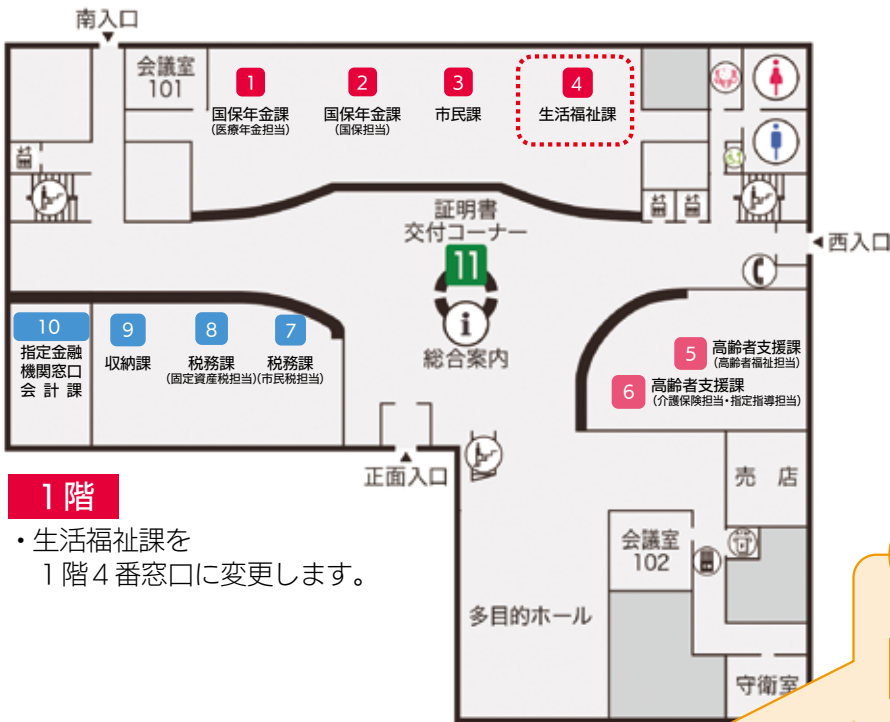 南入口
会議室
101
1
国保年金課
(医療年金担当)
2
国保年金課
(国保担当)
3
市民課
4
生活福祉課
証明書
交付コーナー
11
i
総合案内
西入口
10
指定金融
機関窓口
会計課
9
収納課
8
税務課
(固定資産税担当)
7
税務課
(市民税担当)
5
高齢者支援課
(高齢者福祉担当)
6
高齢者支援課
(介護保険担当・指定指導担当)
正面入口
売店
会議室
102
多目的ホール
守衛室
1階
・生活福祉課を
1階4番窓口に変更します。